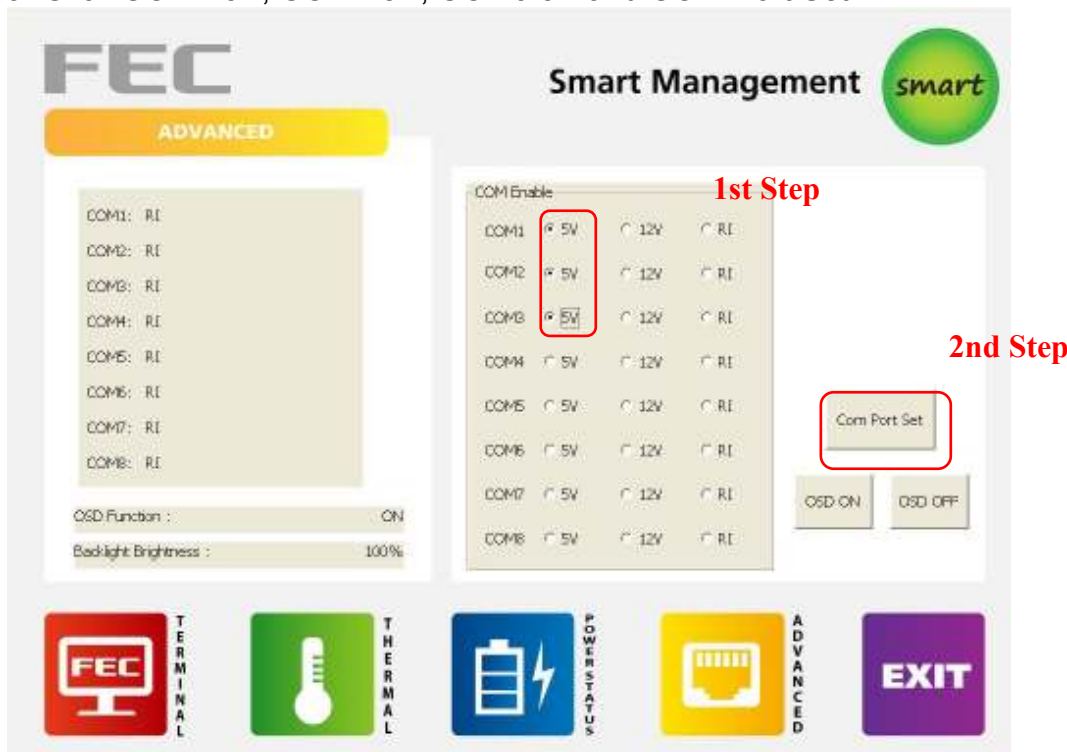 FEC
Smart Management
smart
ADVANCED
COM1: RI
COM2: RI
COM3: RI
COM4: RI
COM5: RI
COM6: RI
COM7: RI
COM8: RI
OSD Function : ON
Backlight Brightness : 100%
COM Enable
1st Step
COM1 5V 12V RI
COM2 5V 12V RI
COM3 5V 12V RI
COM4 5V 12V RI
COM5 5V 12V RI
COM6 5V 12V RI
COM7 5V 12V RI
COM8 5V 12V RI
2nd Step
Com Port Set
OSD ON OSD OFF
FEC
TERMINAL
THERMAL
POWER STATUS
ADVANCED
EXIT